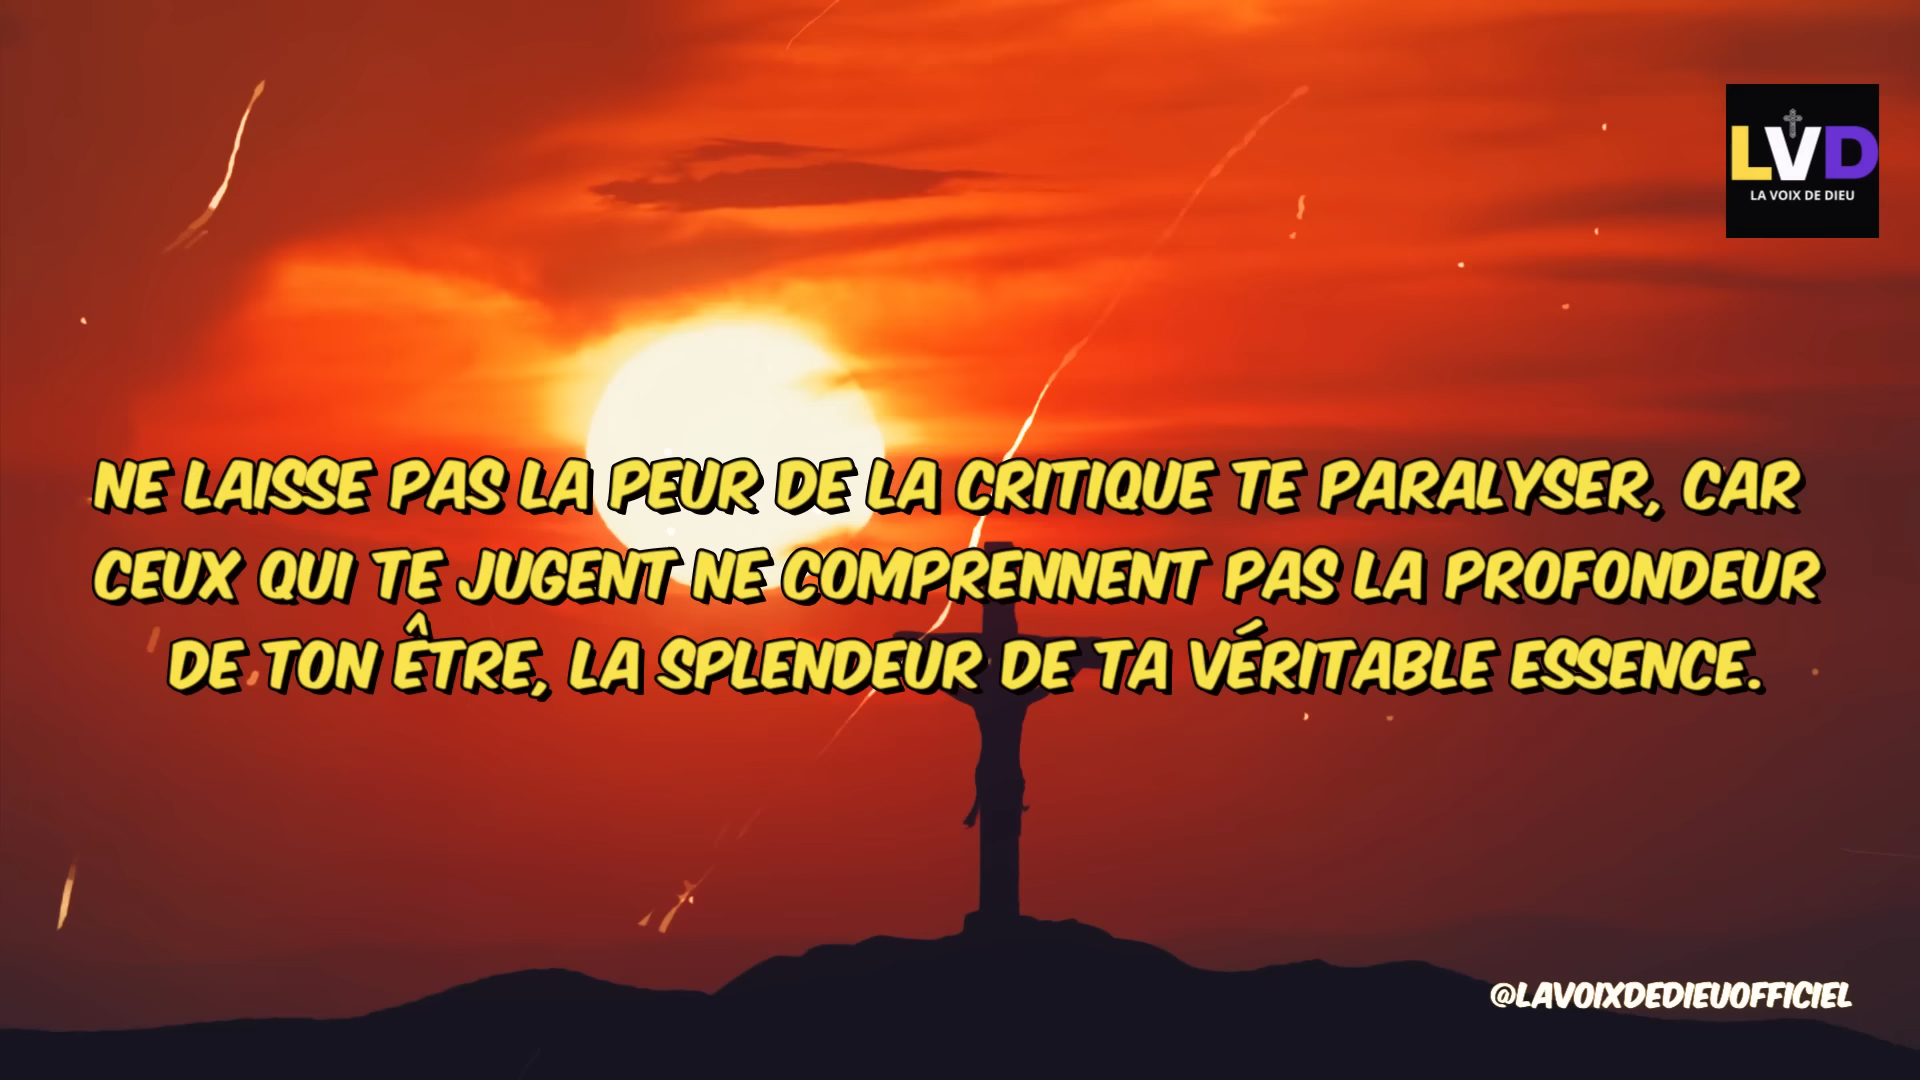 LVD
LA VOIX DE DIEU
NE LAISSE PAS LA PEUR DE LA CRITIQUE TE PARALYSER, CAR
CEUX QUI TE JUGENT NE COMPRENNENT PAS LA PROFONDEUR
DE TON ÊTRE, LA SPLENDEUR DE TA VÉRITABLE ESSENCE.
@LAVOIXDEDIEUOFFICIEL